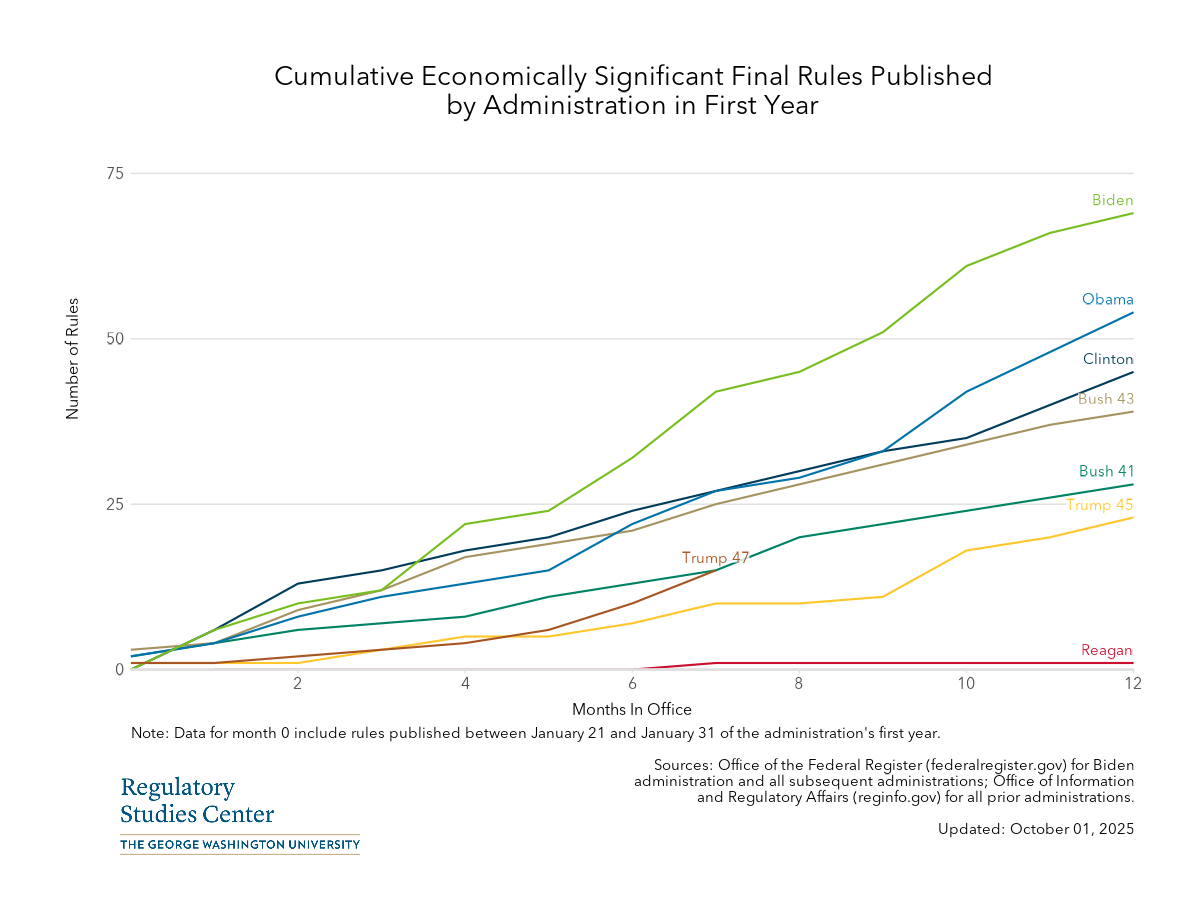 Cumulative Economically Significant Final Rules Published
by Administration in First Year
75
Biden
Obama
50
Clinton
Number of Rules
Bush 43
Bush 41
25
Trump 45
Trump 47
Reagan
0
2
4
6
8
10
12
Months In Office
Note: Data for month 0 include rules published between January 21 and January 31 of the administration's first year.
Sources: Office of the Federal Register (federalregister.gov) for Biden
administration and all subsequent administrations; Office of Information
and Regulatory Affairs (reginfo.gov) for all prior administrations.
Updated: October 01, 2025
Regulatory
Studies Center
THE GEORGE WASHINGTON UNIVERSITY